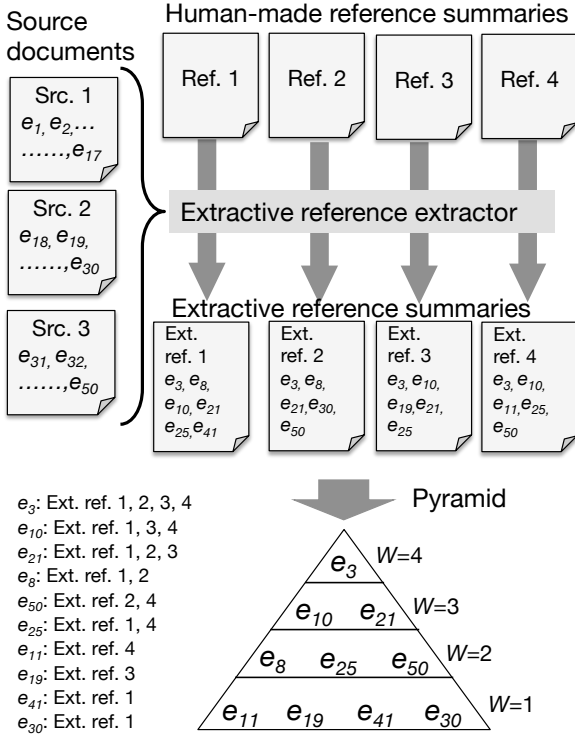 Source
documents
Human-made reference summaries
Src. 1
e1, e2,…
……,e17
Src. 2
e18, e19,
……,e30
Src. 3
e31, e32,
……,e50
Ref. 1
Ref. 2
Ref. 3
Ref. 4
Extractive reference extractor
Extractive reference summaries
Ext.
ref. 1
e3, e8,
e10, e21
e25,e41
Ext.
ref. 2
e3, e8,
e21,e30,
e50
Ext.
ref. 3
e3, e10,
e19,e21,
e25
Ext.
ref. 4
e3, e10,
e11,e25,
e50
Pyramid
e3: Ext. ref. 1, 2, 3, 4
e10: Ext. ref. 1, 3, 4
e21: Ext. ref. 1, 2, 3
e8: Ext. ref. 1, 2
e50: Ext. ref. 2, 4
e25: Ext. ref. 1, 4
e11: Ext. ref. 4
e19: Ext. ref. 3
e41: Ext. ref. 1
e30: Ext. ref. 1
e3 W=4
e10 e21 W=3
e8 e25 e50 W=2
e11 e19 e41 e30 W=1